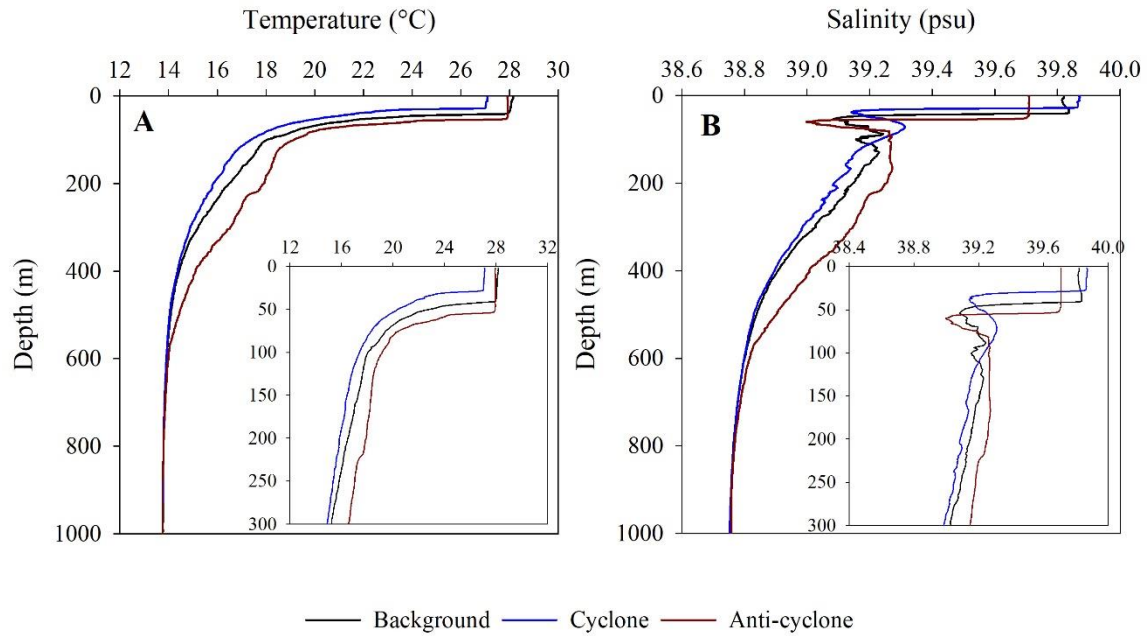 Temperature (°C)
12 14 16 18 20 22 24 26 28 30
0
200
400
600
800
1000
Depth (m)
A
12 16 20 24 28 32
0
50
100
150
200
250
300
Salinity (psu)
38.6 38.8 39.0 39.2 39.4 39.6 39.8 40.0
0
200
400
600
800
1000
Depth (m)
B
38.4 38.8 39.2 39.6 40.0
0
50
100
150
200
250
300
Background Cyclone Anti-cyclone